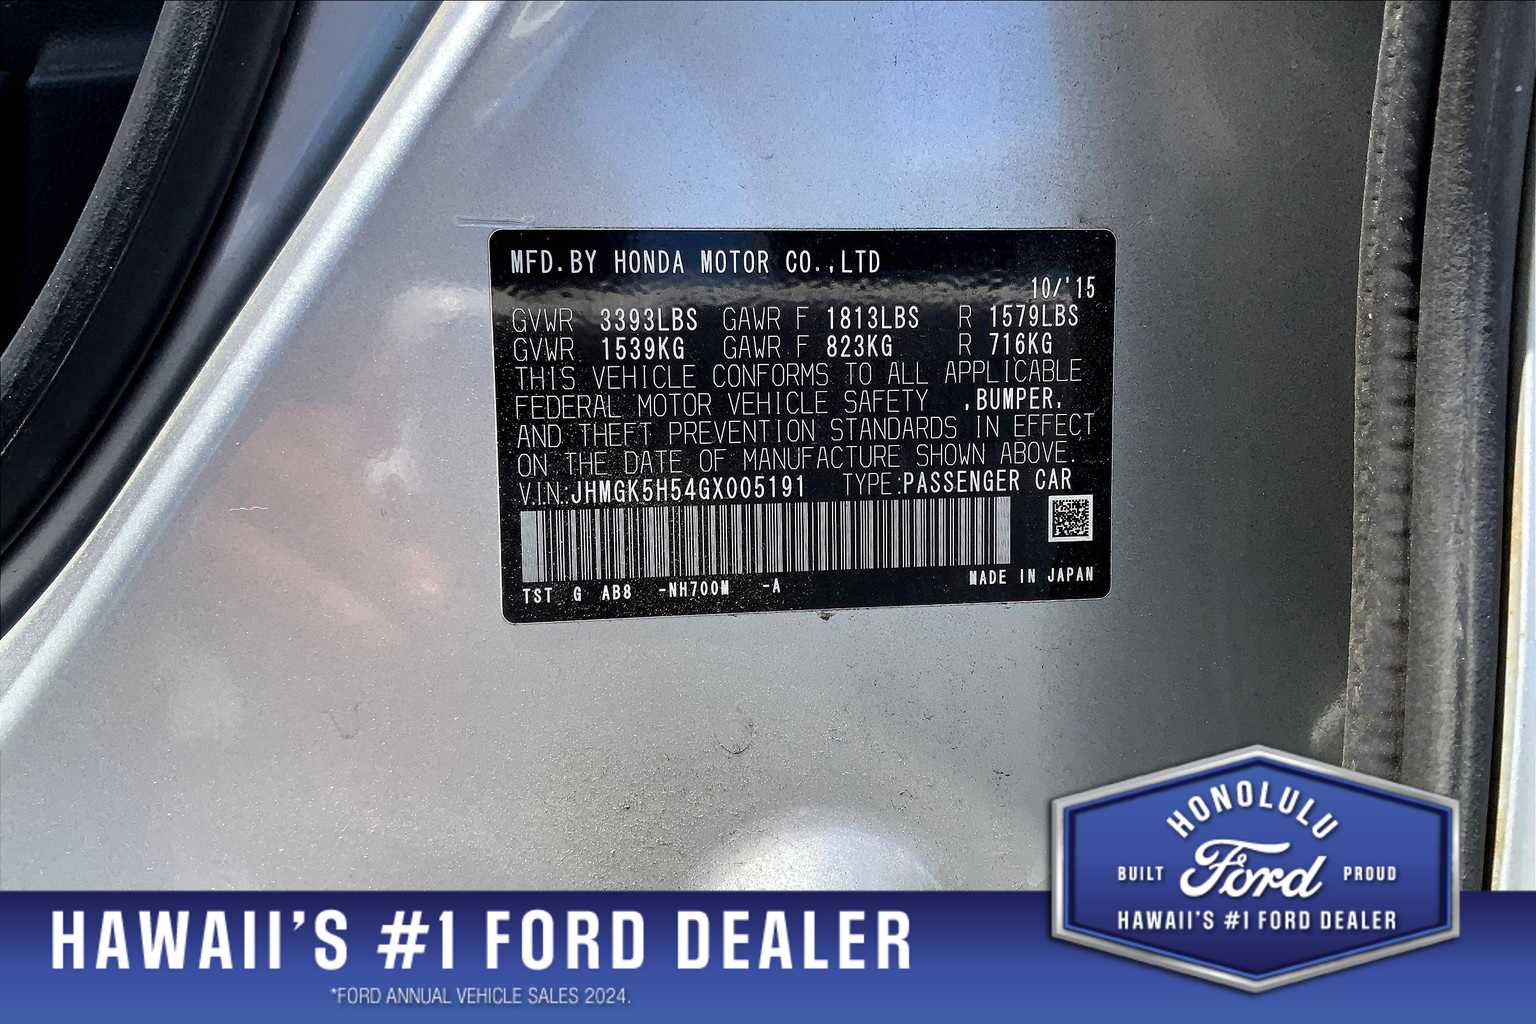 MFD.BY HONDA MOTOR CO.,LTD
10/'15
GVWR 3393LBS GAWR F 1813LBS R 1579LBS
GVWR 1539KG GAWR F 823KG R 716KG
THIS VEHICLE CONFORMS TO ALL APPLICABLE
FEDERAL MOTOR VEHICLE SAFETY ,BUMPER,
AND THEFT PREVENTION STANDARDS IN EFFECT
ON THE DATE OF MANUFACTURE SHOWN ABOVE.
V.I.N.:JHMGK5H54GX005191 TYPE:PASSENGER CAR
TST G AB8 -NH700M -A MADE IN JAPAN
HONOLULU
BUILT Ford PROUD
HAWAII'S #1 FORD DEALER
HAWAII'S #1 FORD DEALER
*FORD ANNUAL VEHICLE SALES 2024.